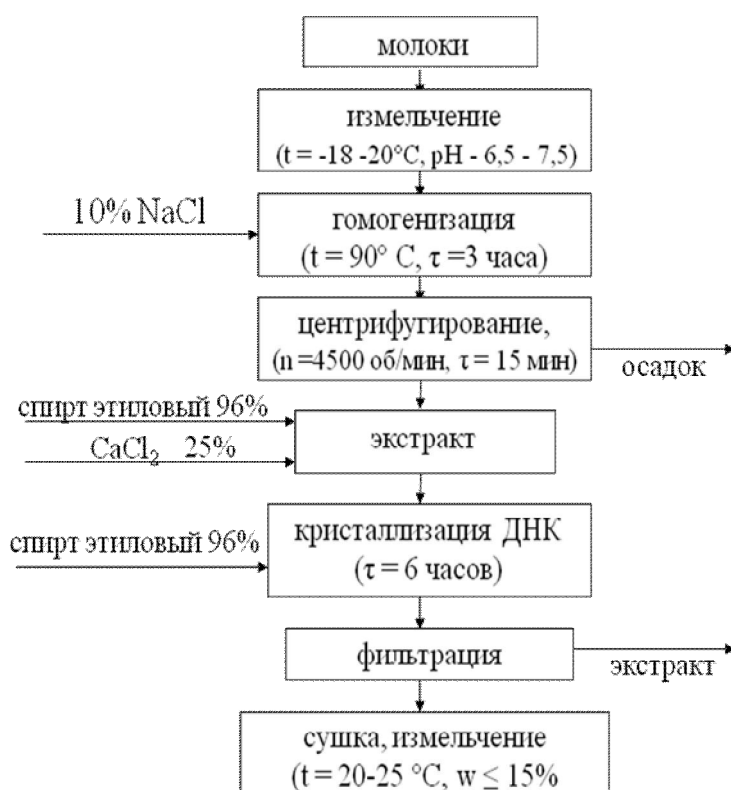 молоки
измельчение
(t = -18 -20°C, pH - 6,5 - 7,5)
10% NaCl
гомогенизация
(t = 90° C, τ =3 часа)
центрифугирование,
(n =4500 об/мин, τ = 15 мин)
осадок
спирт этиловый 96%
CaCl₂ 25%
экстракт
спирт этиловый 96%
кристаллизация ДНК
(τ = 6 часов)
фильтрация
экстракт
сушка, измельчение
(t = 20-25 °C, w ≤ 15%